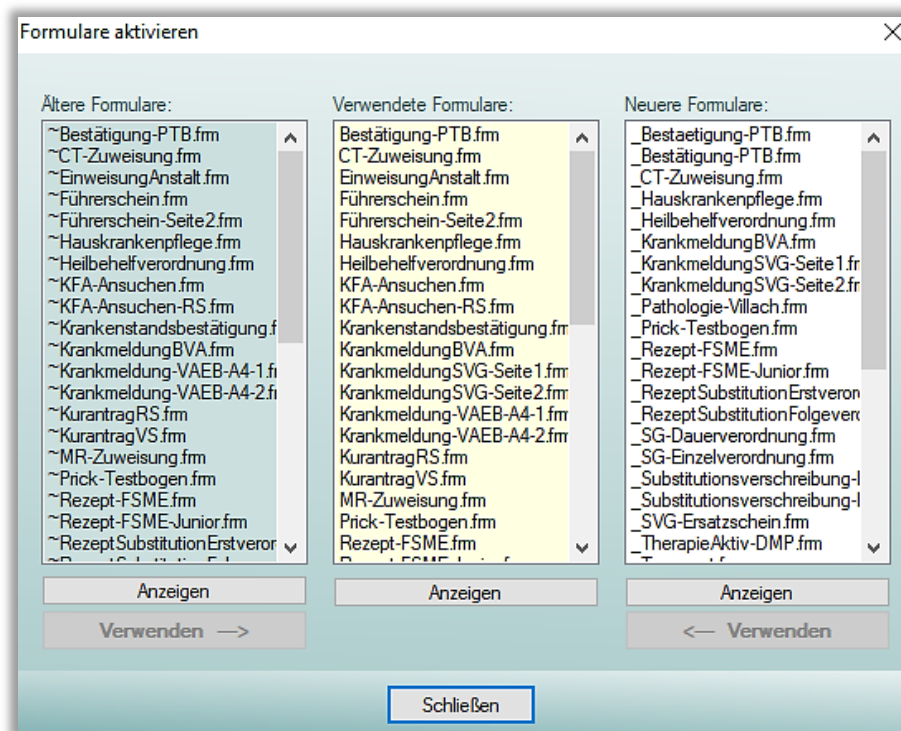 Formulare aktivieren
Ältere Formulare:
~Bestätigung-PTB.frm
~CT-Zuweisung.frm
~EinweisungAnstalt.frm
~Führerschein.frm
~Führerschein-Seite2.frm
~Hauskrankenpflege.frm
~Heilbehelfverordnung.frm
~KFA-Ansuchen.frm
~KFA-Ansuchen-RS.frm
~Krankenstandsbestätigung.f
~KrankmeldungBVA.frm
~Krankmeldung-VAEB-A4-1.fr
~Krankmeldung-VAEB-A4-2.fr
~KurantragRS.frm
~KurantragVS.frm
~MR-Zuweisung.frm
~Prick-Testbogen.frm
~Rezept-FSME.frm
~Rezept-FSME-Junior.frm
~RezeptSubstitutionErstveror
Anzeigen
Verwenden —>
Verwendete Formulare:
Bestätigung-PTB.frm
CT-Zuweisung.frm
EinweisungAnstalt.frm
Führerschein.frm
Führerschein-Seite2.frm
Hauskrankenpflege.frm
Heilbehelfverordnung.frm
KFA-Ansuchen.frm
KFA-Ansuchen-RS.frm
Krankenstandsbestätigung.frm
KrankmeldungBVA.frm
KrankmeldungSVG-Seite1.frm
KrankmeldungSVG-Seite2.frm
Krankmeldung-VAEB-A4-1.frm
Krankmeldung-VAEB-A4-2.frm
KurantragRS.frm
KurantragVS.frm
MR-Zuweisung.frm
Prick-Testbogen.frm
Rezept-FSME.frm
Anzeigen
Neuere Formulare:
_Bestaetigung-PTB.frm
_Bestätigung-PTB.frm
_CT-Zuweisung.frm
_Hauskrankenpflege.frm
_Heilbehelfverordnung.frm
_KrankmeldungBVA.frm
_KrankmeldungSVG-Seite1.fr
_KrankmeldungSVG-Seite2.fr
_Pathologie-Villach.frm
_Prick-Testbogen.frm
_Rezept-FSME.frm
_Rezept-FSME-Junior.frm
_RezeptSubstitutionErstveror
_RezeptSubstitutionFolgevero
_SG-Dauerverordnung.frm
_SG-Einzelverordnung.frm
_Substitutionsverschreibung-
_Substitutionsverschreibung-
_SVG-Ersatzschein.frm
_TherapieAktiv-DMP.frm
Anzeigen
<— Verwenden
Schließen